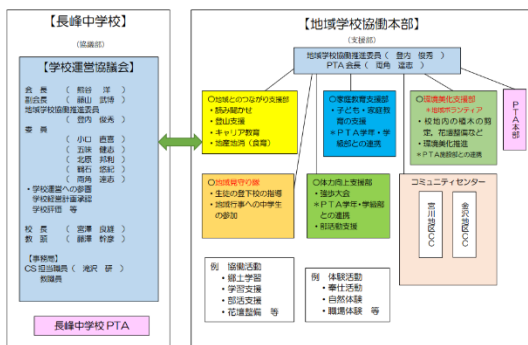 【長峰中学校】
(協議部)
【学校運営協議会】
会 長 ( 熊谷 洋 )
副会長 ( 藤山 武博 )
地域学校協働推進委員
( 登内 俊秀 )
委 員
( 小口 直喜 )
( 五味 健志 )
( 北原 邦利 )
( 両角 達志 )
・学校運営への参画
学校経営計画承認
学校評価 等
校 長 ( 宮澤 良雄 )
教 頭 ( 藤澤 幹彦 )
【事務局】
CS担当職員( 滝沢 研 )
教職員
長峰中学校PTA
【地域学校協働本部】
(支援部)
地域学校協働推進委員( 登内 俊秀 )
PTA会長( 両角 達志 )
〇地域とのつながり支援部
・読み聞かせ
・登山支援
・キャリア教育
・地産地消(食育)
〇家庭教育支援部
・子ども・家庭教
育の支援
*PTA学年・学
級部との連携
〇環境美化支援部
*地域ボランティア
・校地内の植木の剪
定、花壇整備など
・環境美化推進
*PTA施設部との連携
PTA本部
〇地域見守り隊
・生徒の登下校の指導
・地域行事への中学生
の参加
〇体力向上支援部
・強歩大会
*PTA学年・学級部と
の連携
・部活支援
コミュニティセンター
宮川地区CC
金沢地区CC
例 協働活動
・郷土学習
・学習支援
・部活支援
・花壇整備 等
例 体験活動
・奉仕活動
・自然体験
・職場体験 等